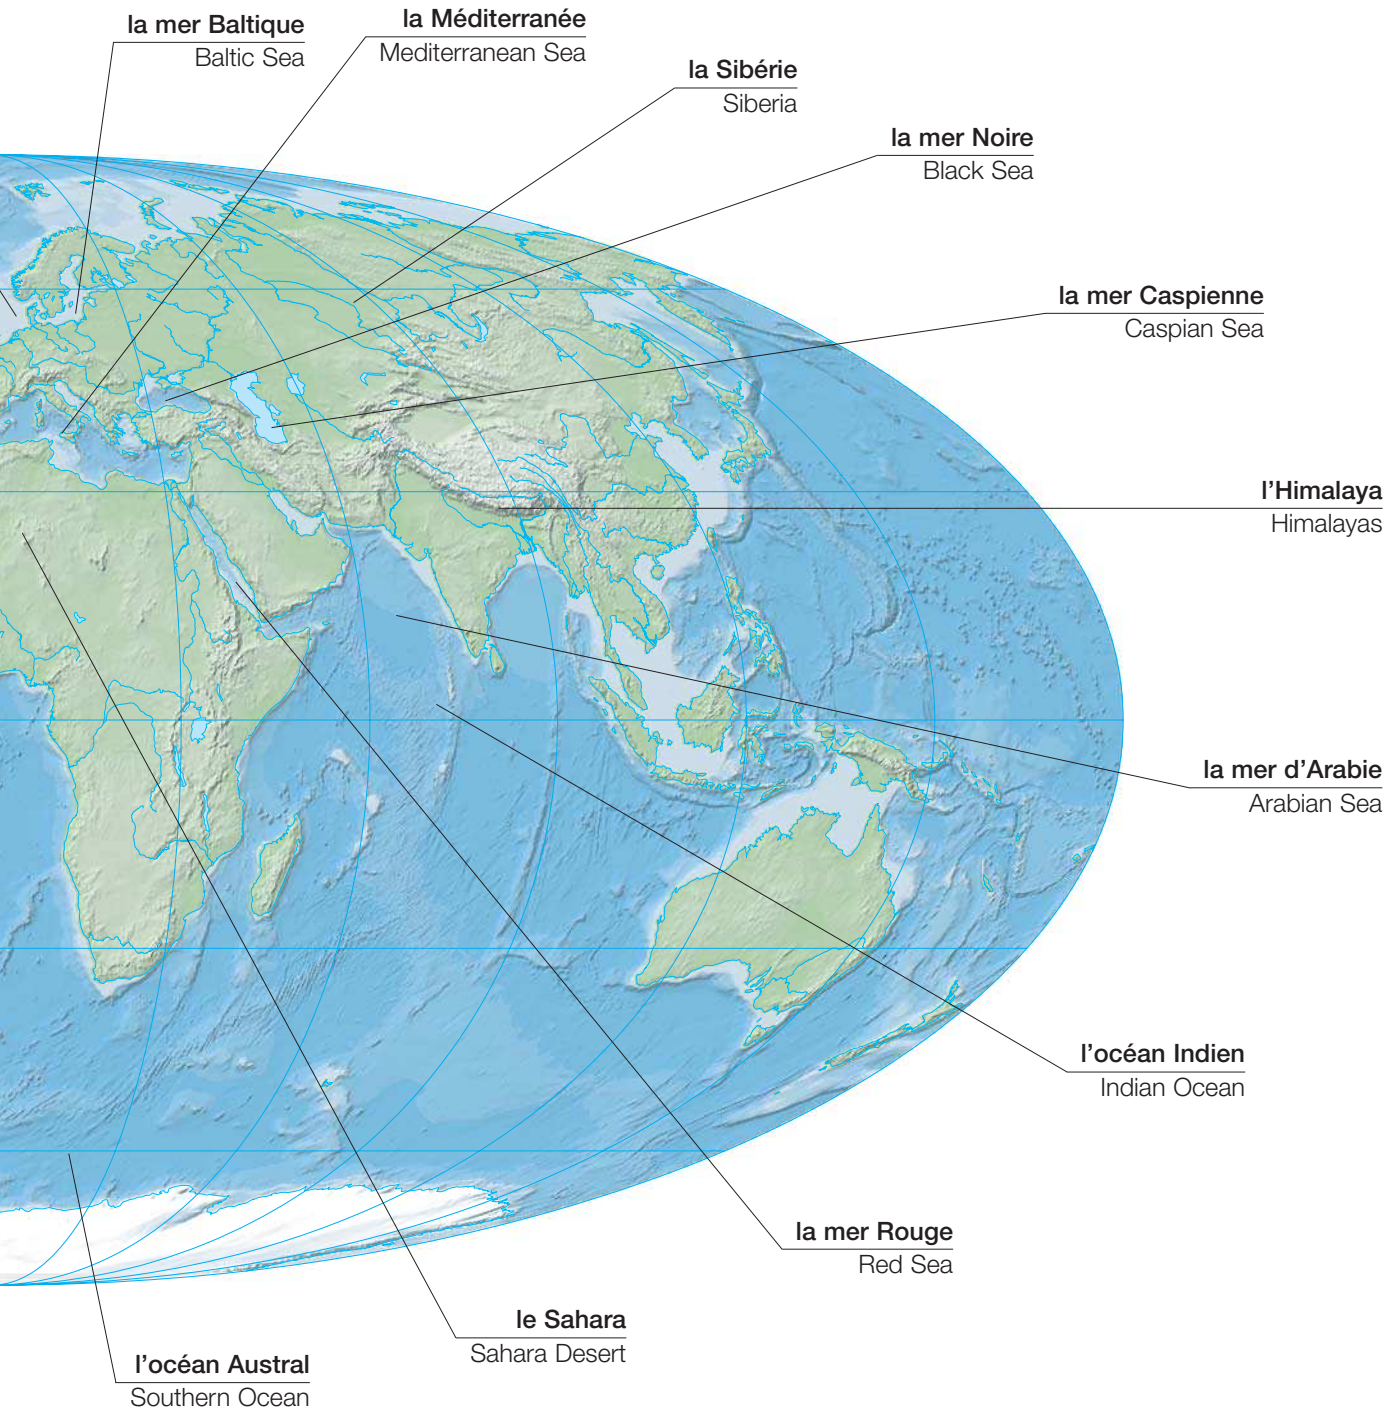 la mer Baltique
Baltic Sea
la Méditerranée
Mediterranean Sea
la Sibérie
Siberia
la mer Noire
Black Sea
la mer Caspienne
Caspian Sea
l’Himalaya
Himalayas
la mer d’Arabie
Arabian Sea
l’océan Indien
Indian Ocean
la mer Rouge
Red Sea
le Sahara
Sahara Desert
l’océan Austral
Southern Ocean